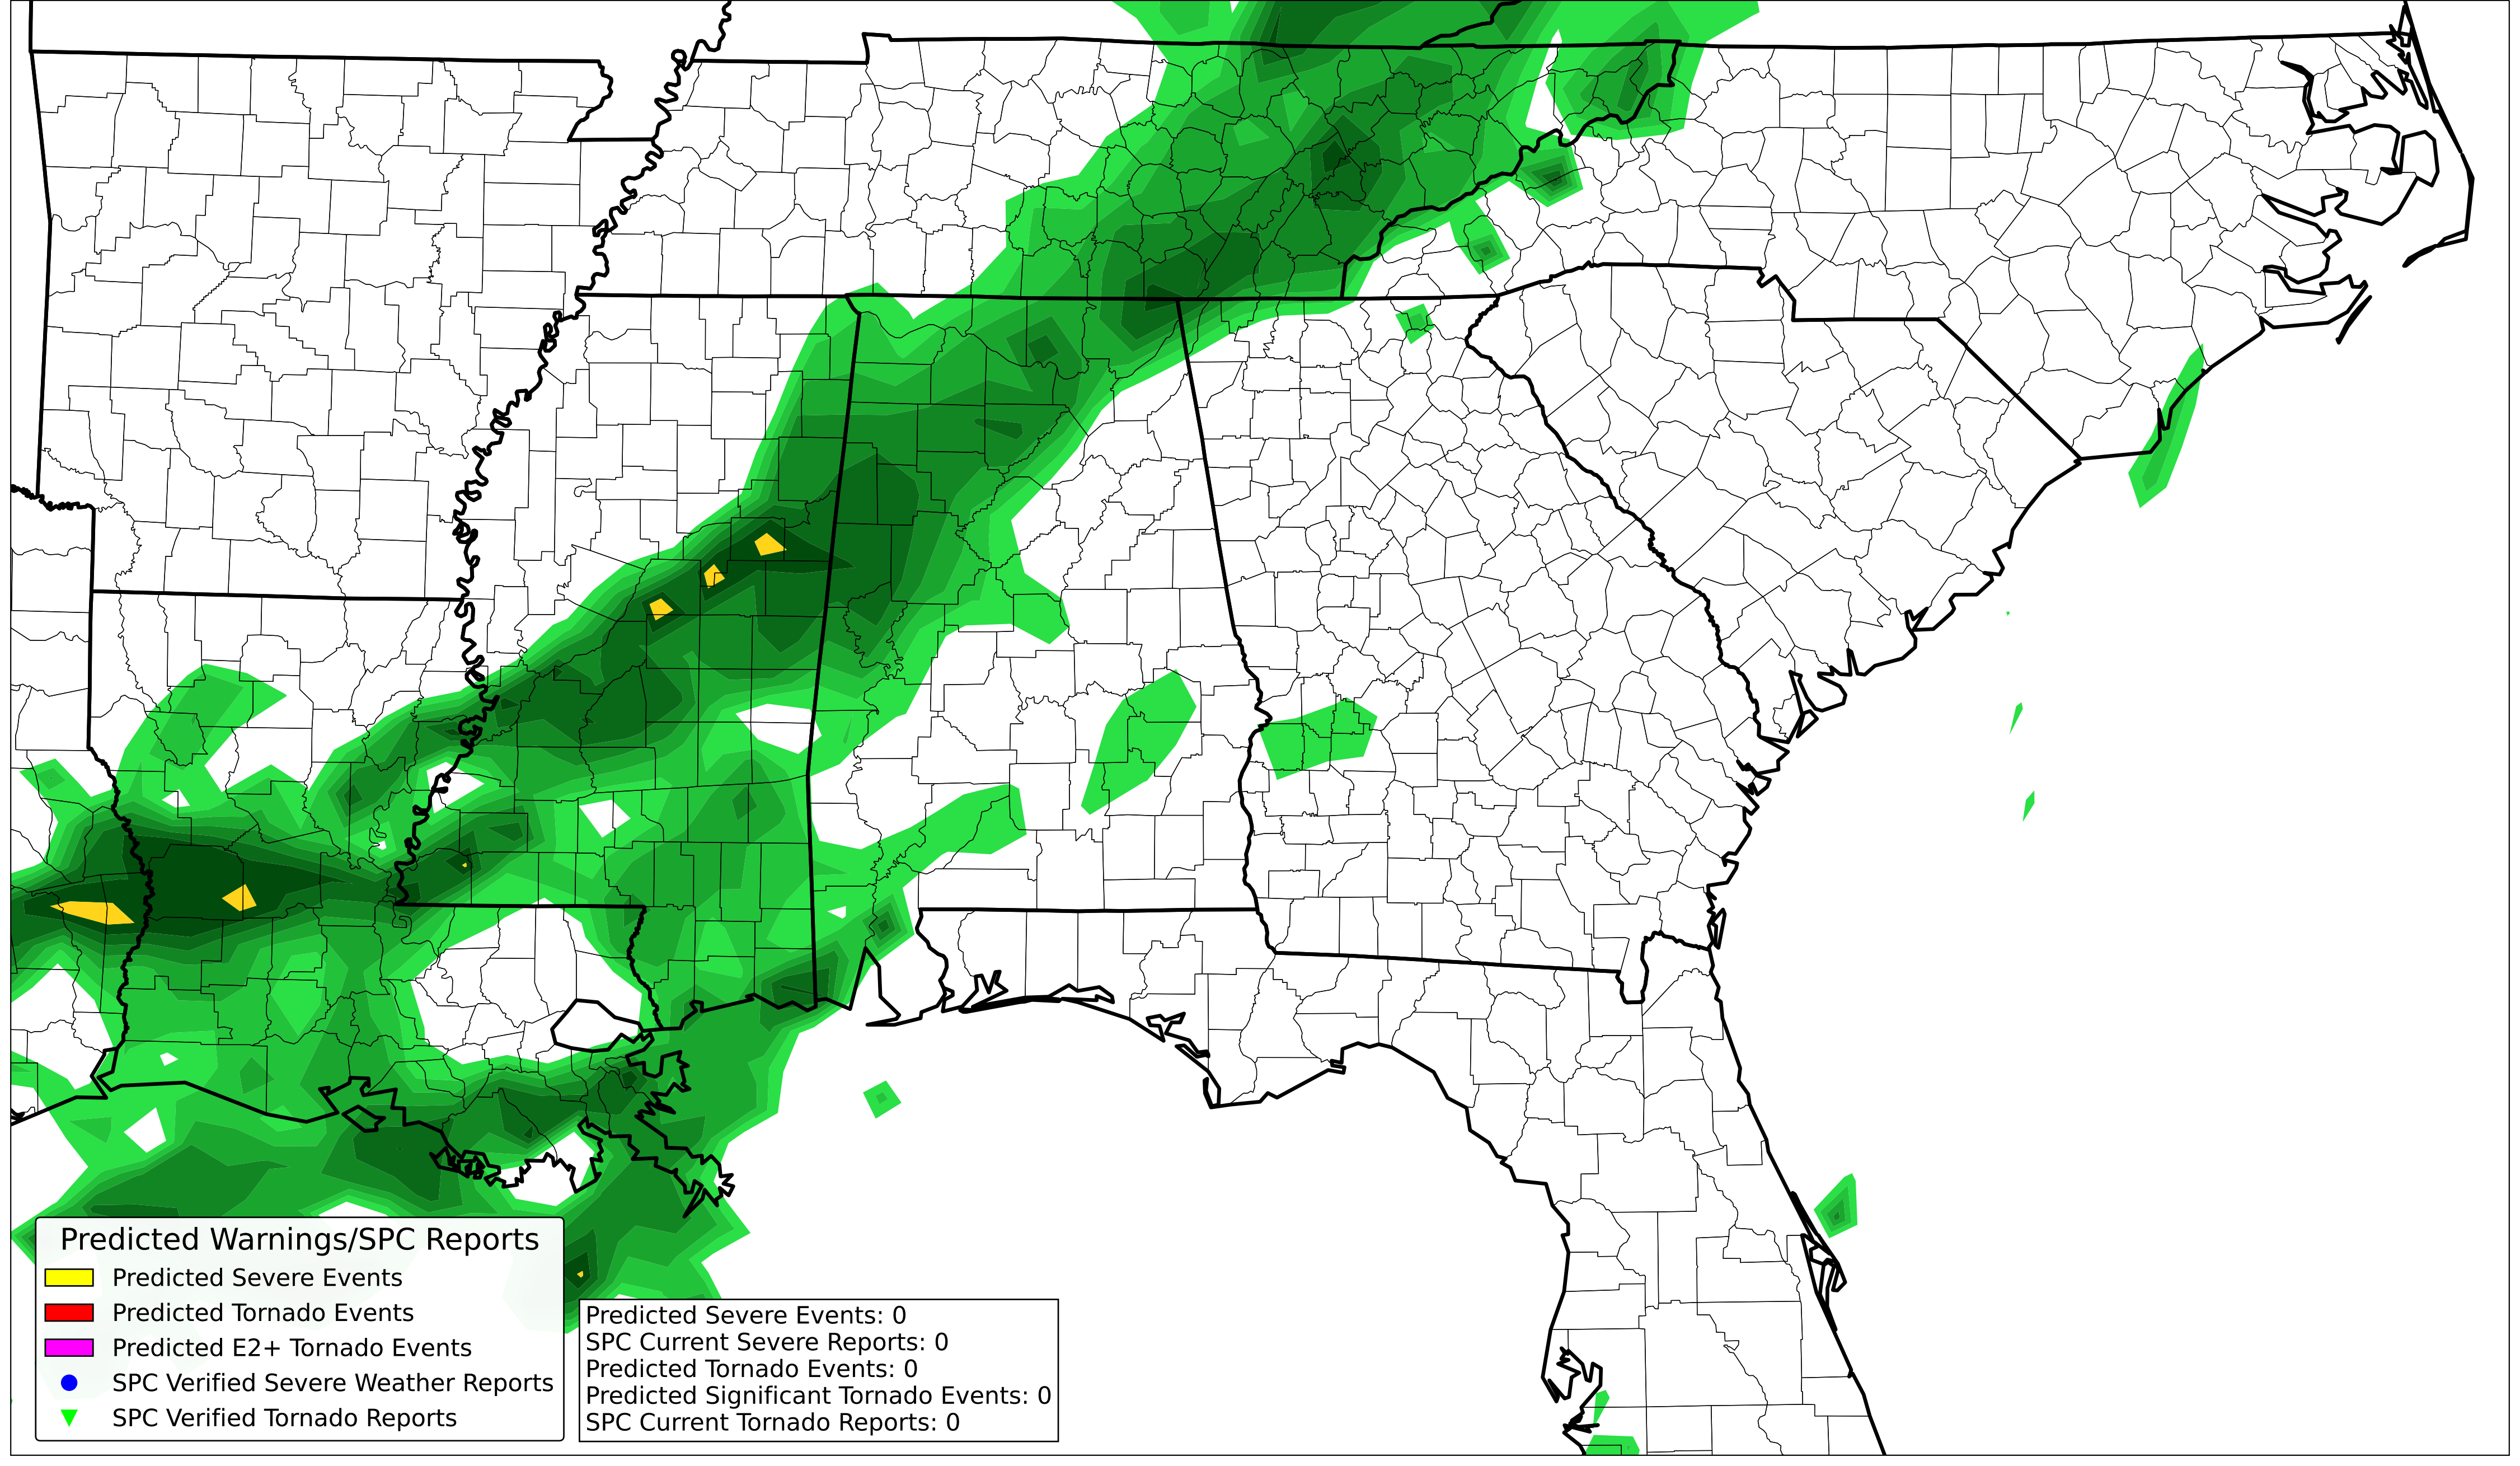 Predicted Warnings/SPC Reports
Predicted Severe Events
Predicted Tornado Events
Predicted E2+ Tornado Events
SPC Verified Severe Weather Reports
SPC Verified Tornado Reports
Predicted Severe Events: 0
SPC Current Severe Reports: 0
Predicted Tornado Events: 0
Predicted Significant Tornado Events: 0
SPC Current Tornado Reports: 0